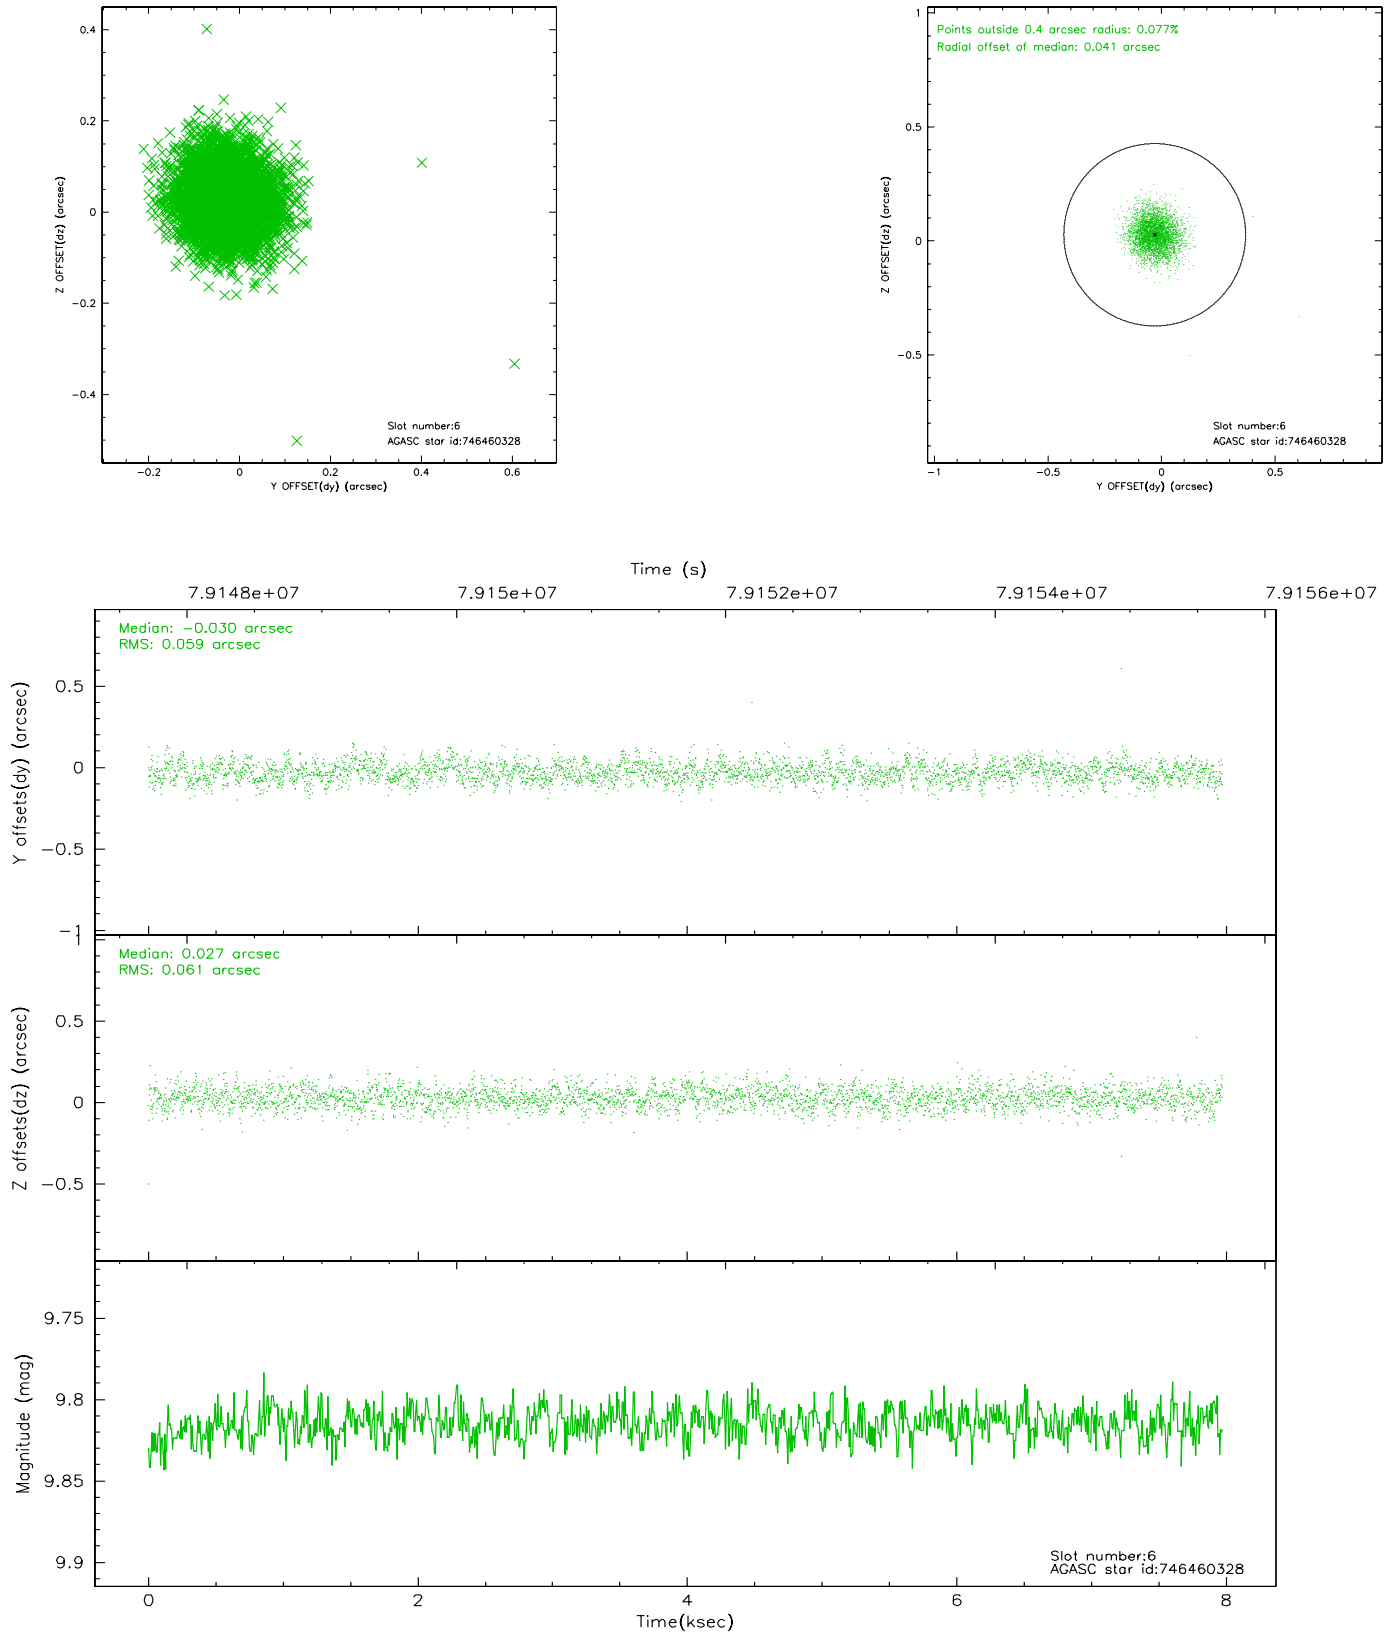 0.4
0.2
0
−0.2
−0.4
Z OFFSET(dz) (arcsec)
Slot number:6
AGASC star id:746460328
−0.2 0 0.2 0.4 0.6
Y OFFSET(dy) (arcsec)
1
0.5
0
−0.5
Z OFFSET(dz) (arcsec)
Points outside 0.4 arcsec radius: 0.077%
Radial offset of median: 0.041 arcsec
Slot number:6
AGASC star id:746460328
−1 −0.5 0 0.5
Y OFFSET(dy) (arcsec)
Time (s)
7.9148e+07 7.915e+07 7.9152e+07 7.9154e+07 7.9156e+07
Median: −0.030 arcsec
RMS: 0.059 arcsec
0.5
0
−0.5
−1
Y offsets(dy) (arcsec)
Median: 0.027 arcsec
RMS: 0.061 arcsec
1
0.5
0
−0.5
Z offsets(dz) (arcsec)
9.75
9.8
9.85
9.9
Magnitude (mag)
Slot number:6
AGASC star id:746460328
0 2 4 6 8
Time(ksec)